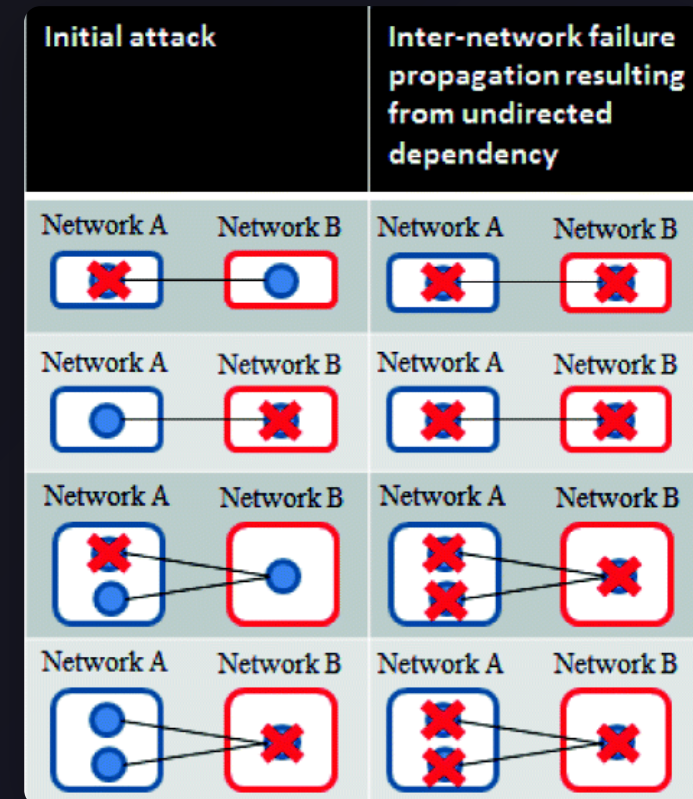 Initial attack
Inter-network failure
propagation resulting
from undirected
dependency
Network A Network B Network A Network B
Network A Network B Network A Network B
Network A Network B Network A Network B
Network A Network B Network A Network B